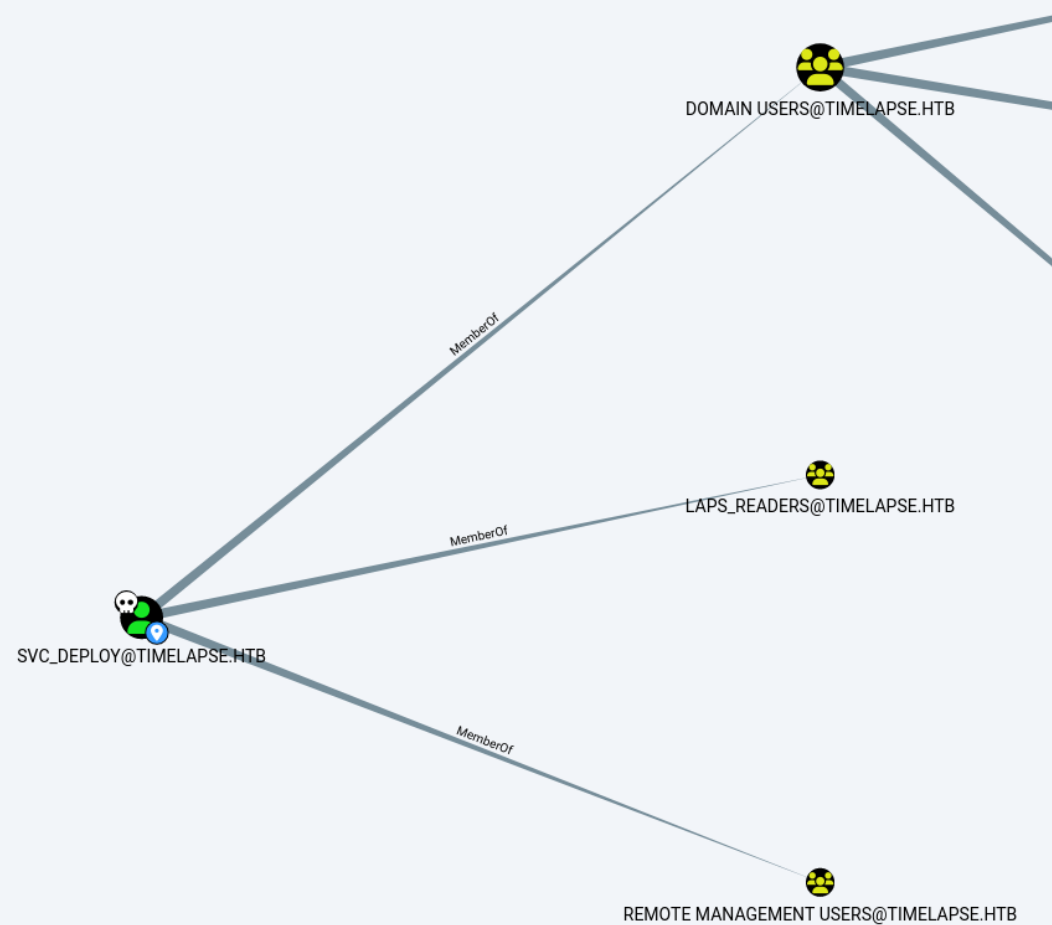 DOMAIN USERS@TIMELAPSE.HTB
MemberOf
LAPS_READERS@TIMELAPSE.HTB
MemberOf
SVC_DEPLOY@TIMELAPSE.HTB
MemberOf
REMOTE MANAGEMENT USERS@TIMELAPSE.HTB